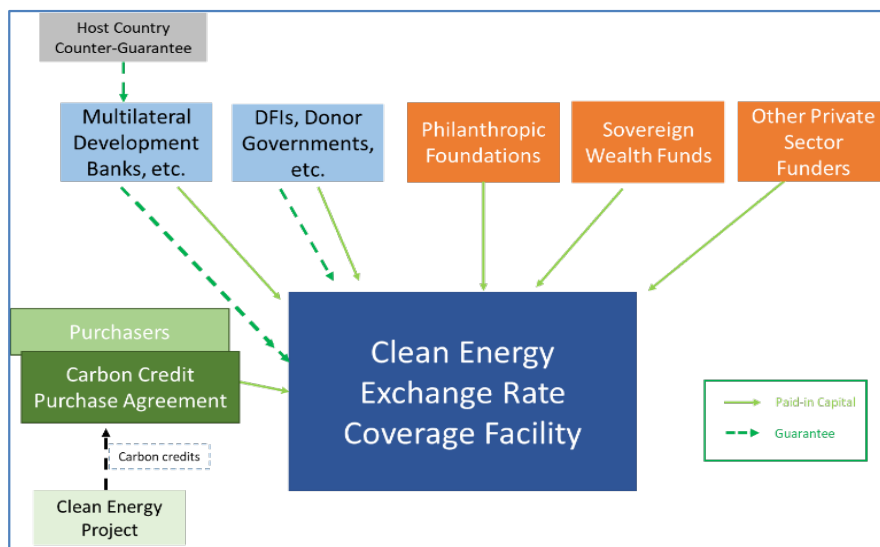 Host Country
Counter-Guarantee
Multilateral
Development
Banks, etc.
DFIs, Donor
Governments,
etc.
Philanthropic
Foundations
Sovereign
Wealth Funds
Other Private
Sector
Funders
Purchasers
Carbon Credit
Purchase Agreement
Carbon credits
Clean Energy
Project
Clean Energy
Exchange Rate
Coverage Facility
Paid-in Capital
Guarantee